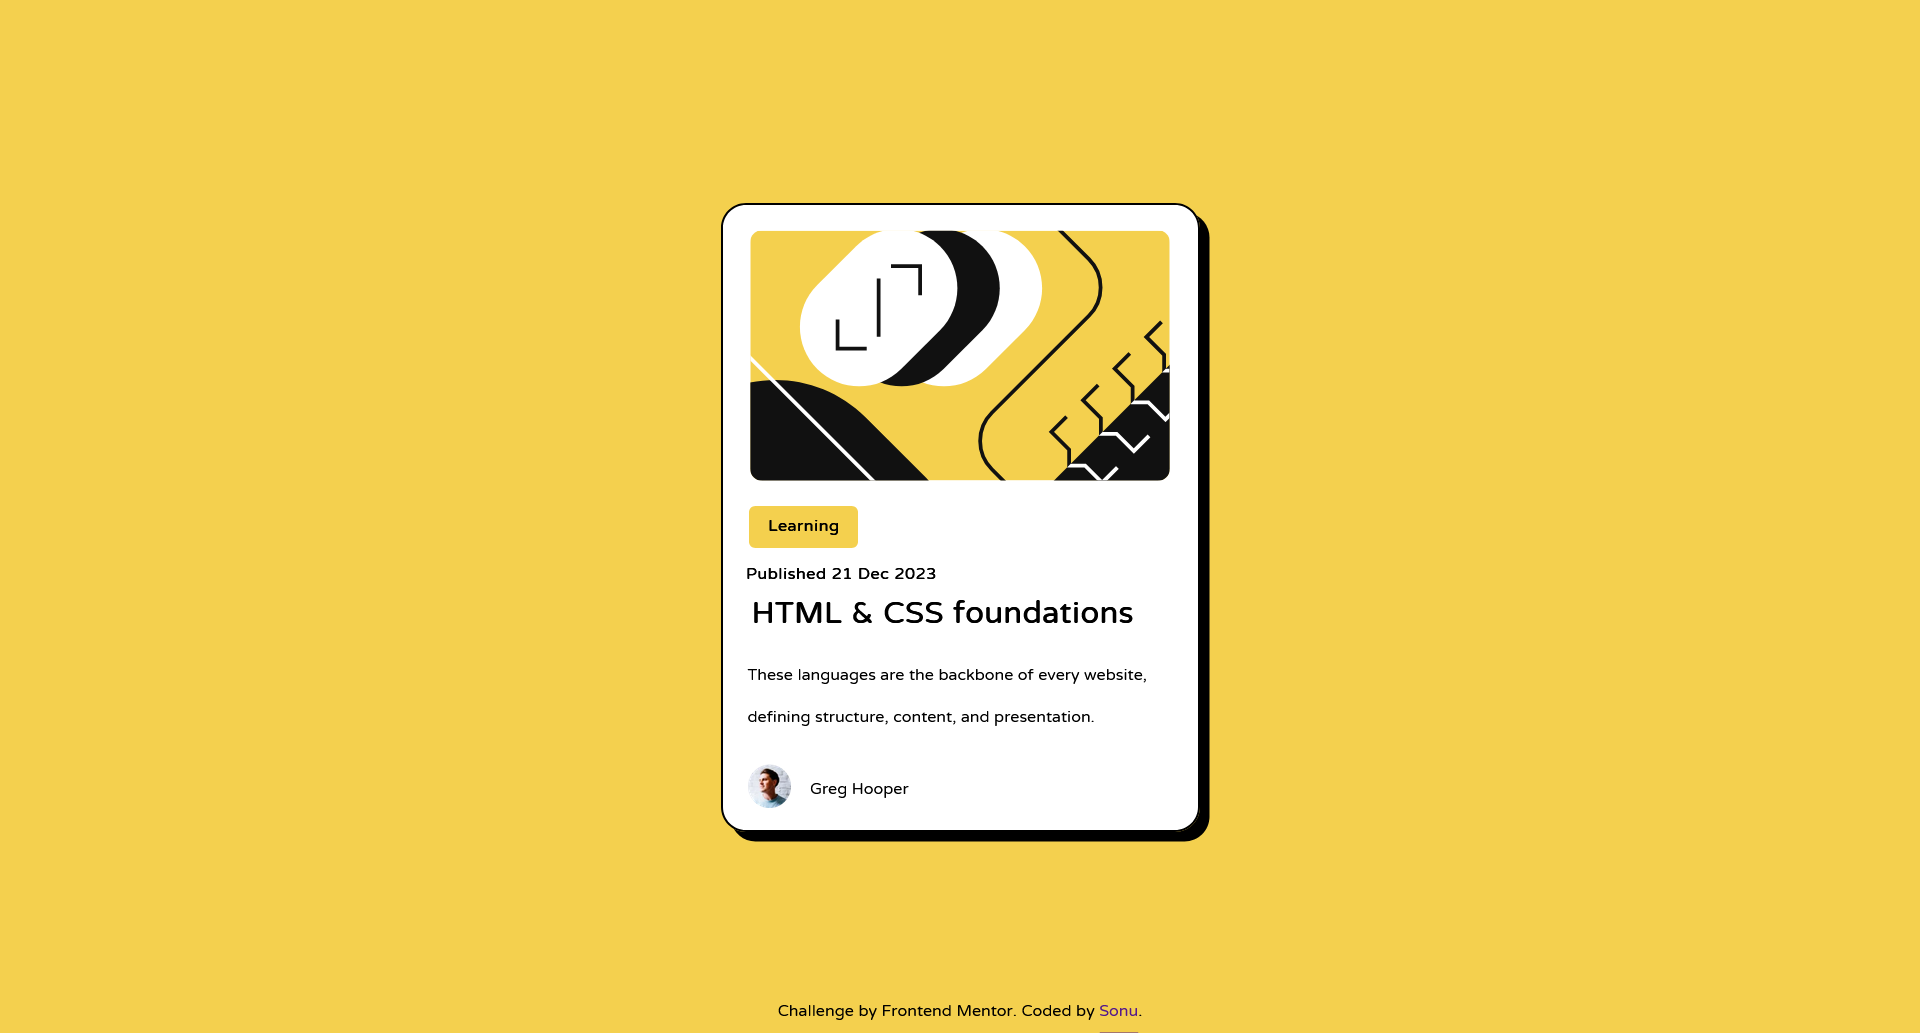 Learning
Published 21 Dec 2023
HTML & CSS foundations
These languages are the backbone of every website,
defining structure, content, and presentation.
Greg Hooper
Challenge by Frontend Mentor. Coded by Sonu.